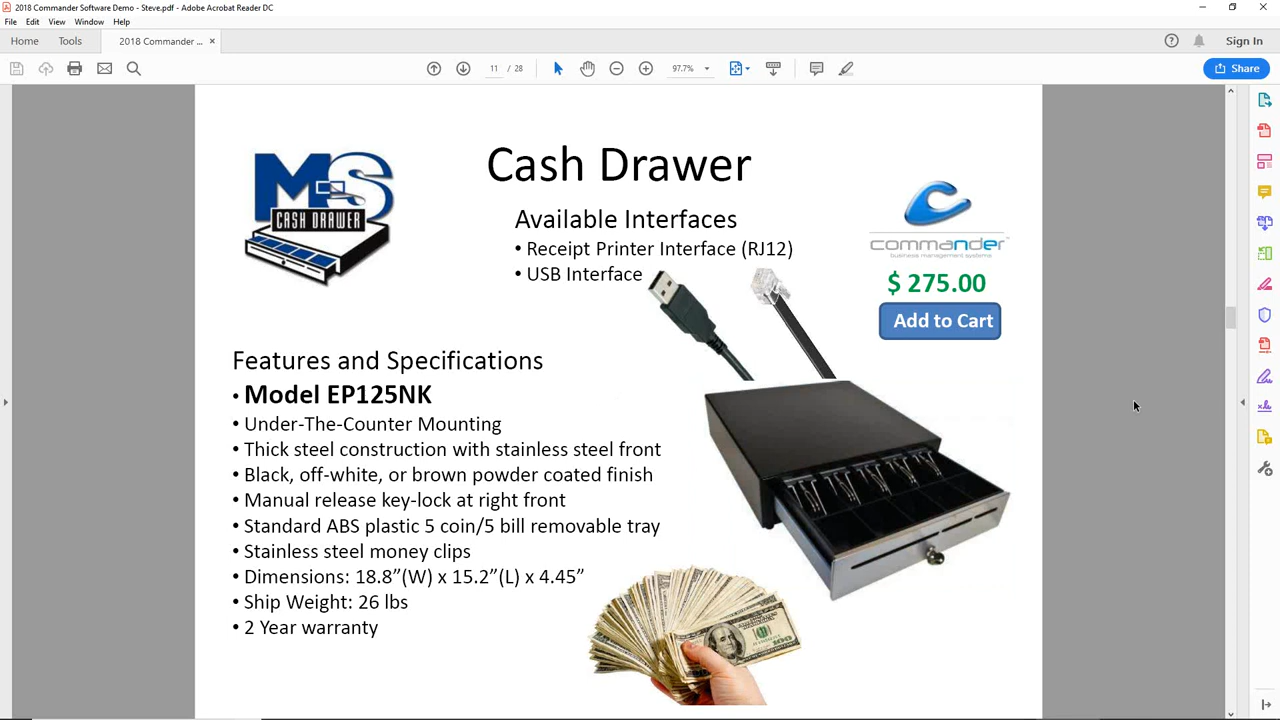 2018 Commander Software Demo - Steve.pdf - Adobe Acrobat Reader DC
File Edit View Window Help
Home Tools 2018 Commander ... ×
Sign In
11 / 28
97.7%
Share
MS
CASH DRAWER
Cash Drawer
Available Interfaces
• Receipt Printer Interface (RJ12)
• USB Interface
commander
business management systems
$ 275.00
Add to Cart
Features and Specifications
• Model EP125NK
• Under-The-Counter Mounting
• Thick steel construction with stainless steel front
• Black, off-white, or brown powder coated finish
• Manual release key-lock at right front
• Standard ABS plastic 5 coin/5 bill removable tray
• Stainless steel money clips
• Dimensions: 18.8”(W) x 15.2”(L) x 4.45”
• Ship Weight: 26 lbs
• 2 Year warranty
100